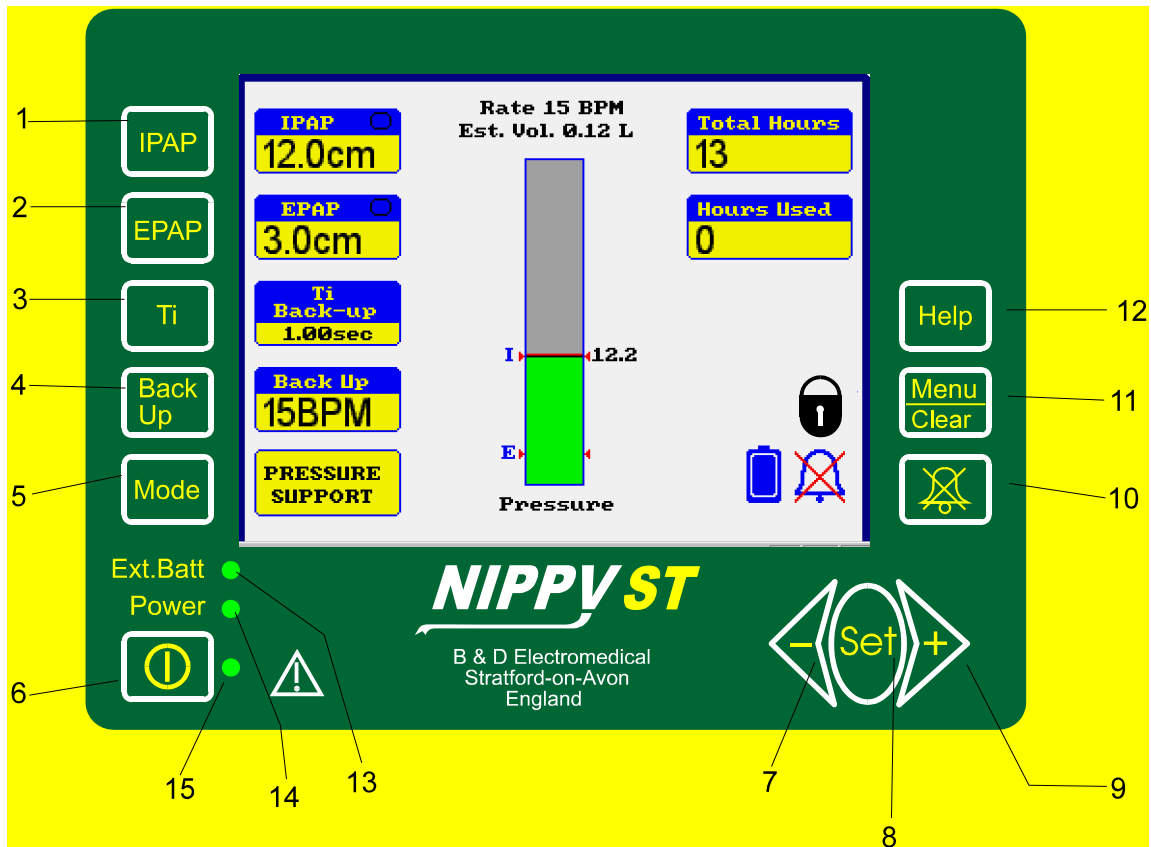 1
IPAP
2
EPAP
3
Ti
4
Back
Up
5
Mode
Ext.Batt
Power
6
IPAP
12.0cm
EPAP
3.0cm
Ti
Back-up
1.00sec
Back Up
15BPM
PRESSURE
SUPPORT
Rate 15 BPM
Est. Vol. 0.12 L
I
12.2
E
Pressure
Total Hours
13
Hours Used
0
Help
12
Menu
Clear
11
10
NIPPY ST
B & D Electromedical
Stratford-on-Avon
England
- Set +
15
14
13
7
8
9